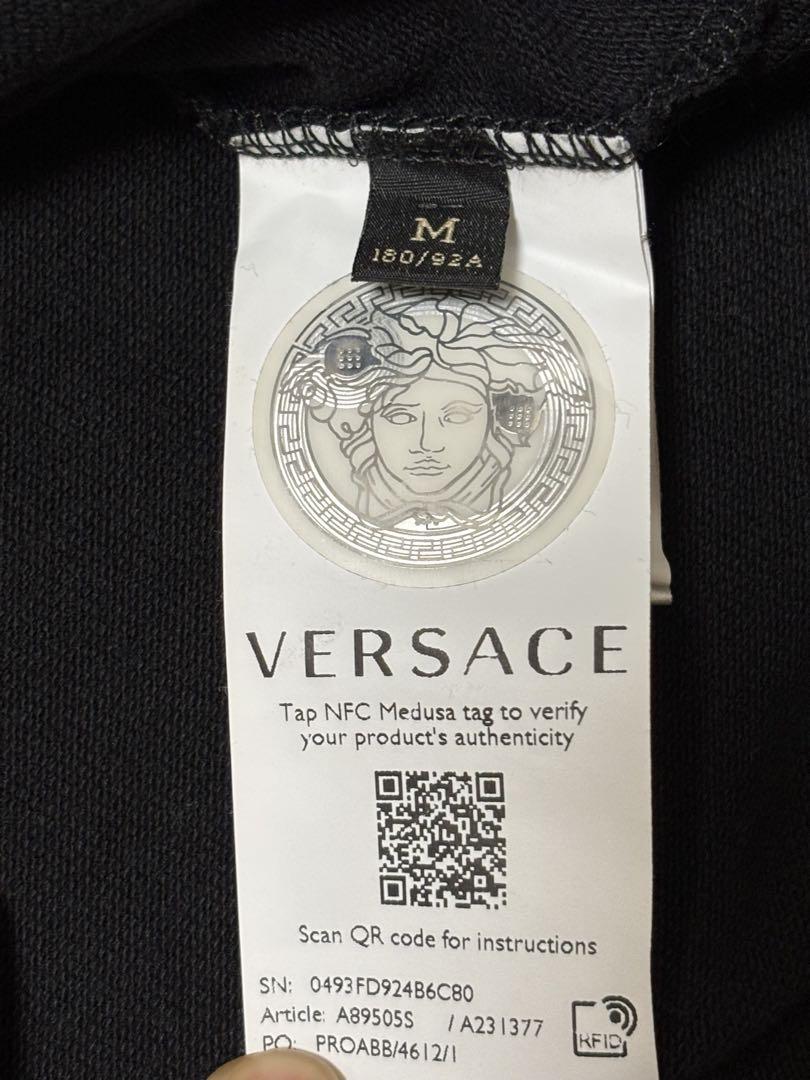 M
180/92A
VERSACE
Tap NFC Medusa tag to verify
your product's authenticity
Scan QR code for instructions
SN: 0493FD924B6C80
Article: A89505S / A231377
PO: PROABB/4612/1
RFID